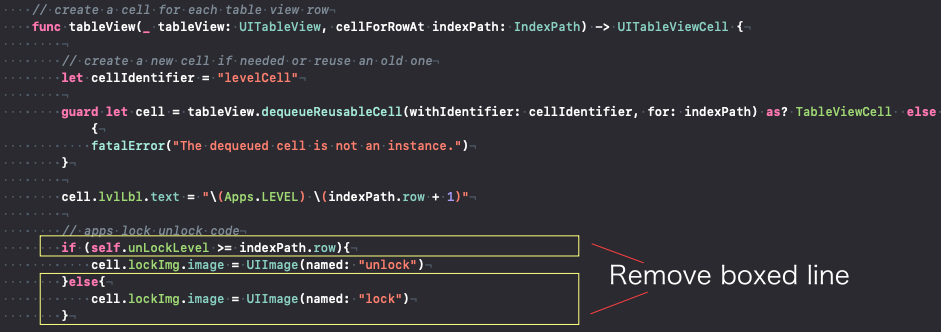 // create a cell for each table view row
func tableView(_ tableView: UITableView, cellForRowAt indexPath: IndexPath) -> UITableViewCell {
// create a new cell if needed or reuse an old one
let cellIdentifier = "levelCell"
guard let cell = tableView.dequeueReusableCell(withIdentifier: cellIdentifier, for: indexPath) as? TableViewCell else
{
fatalError("The dequeued cell is not an instance.")
}
cell.lvlLbl.text = "\(Apps.LEVEL) \(indexPath.row + 1)"
// apps lock unlock code
if (self.unLockLevel >= indexPath.row){
cell.lockImg.image = UIImage(named: "unlock")
}else{
cell.lockImg.image = UIImage(named: "lock")
}
Remove boxed line